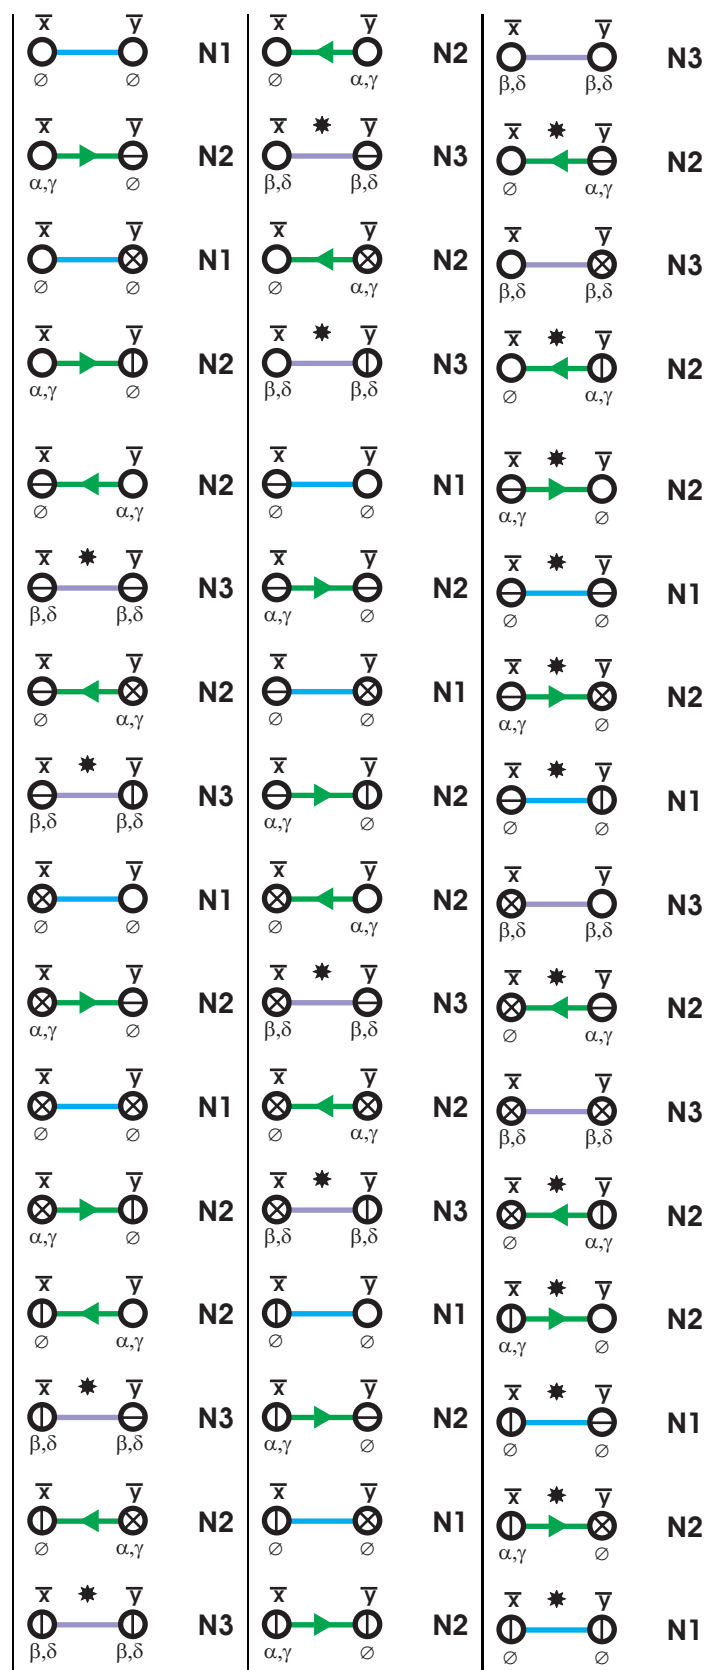 x̅ y̅
N1
∅ ∅
x̅ y̅
N2
α,γ ∅
x̅ y̅
N1
∅ ∅
x̅ y̅
N2
α,γ ∅
x̅ y̅
N2
∅ α,γ
x̅ y̅
N3
β,δ β,δ
x̅ y̅
N2
∅ α,γ
x̅ y̅
N3
β,δ β,δ
x̅ y̅
N1
∅ ∅
x̅ y̅
N2
α,γ ∅
x̅ y̅
N1
∅ ∅
x̅ y̅
N2
α,γ ∅
x̅ y̅
N2
∅ α,γ
x̅ y̅
N3
β,δ β,δ
x̅ y̅
N2
∅ α,γ
x̅ y̅
N3
β,δ β,δ
x̅ y̅
N2
∅ α,γ
x̅ y̅
N3
β,δ β,δ
x̅ y̅
N2
∅ α,γ
x̅ y̅
N3
β,δ β,δ
x̅ y̅
N1
∅ ∅
x̅ y̅
N2
α,γ ∅
x̅ y̅
N1
∅ ∅
x̅ y̅
N2
α,γ ∅
x̅ y̅
N2
∅ α,γ
x̅ y̅
N3
β,δ β,δ
x̅ y̅
N2
∅ α,γ
x̅ y̅
N3
β,δ β,δ
x̅ y̅
N1
∅ ∅
x̅ y̅
N2
α,γ ∅
x̅ y̅
N1
∅ ∅
x̅ y̅
N2
α,γ ∅
x̅ y̅
N3
β,δ β,δ
x̅ y̅
N2
∅ α,γ
x̅ y̅
N3
β,δ β,δ
x̅ y̅
N2
∅ α,γ
x̅ y̅
N2
α,γ ∅
x̅ y̅
N1
∅ ∅
x̅ y̅
N2
α,γ ∅
x̅ y̅
N1
∅ ∅
x̅ y̅
N3
β,δ β,δ
x̅ y̅
N2
∅ α,γ
x̅ y̅
N3
β,δ β,δ
x̅ y̅
N2
∅ α,γ
x̅ y̅
N2
α,γ ∅
x̅ y̅
N1
∅ ∅
x̅ y̅
N2
α,γ ∅
x̅ y̅
N1
∅ ∅